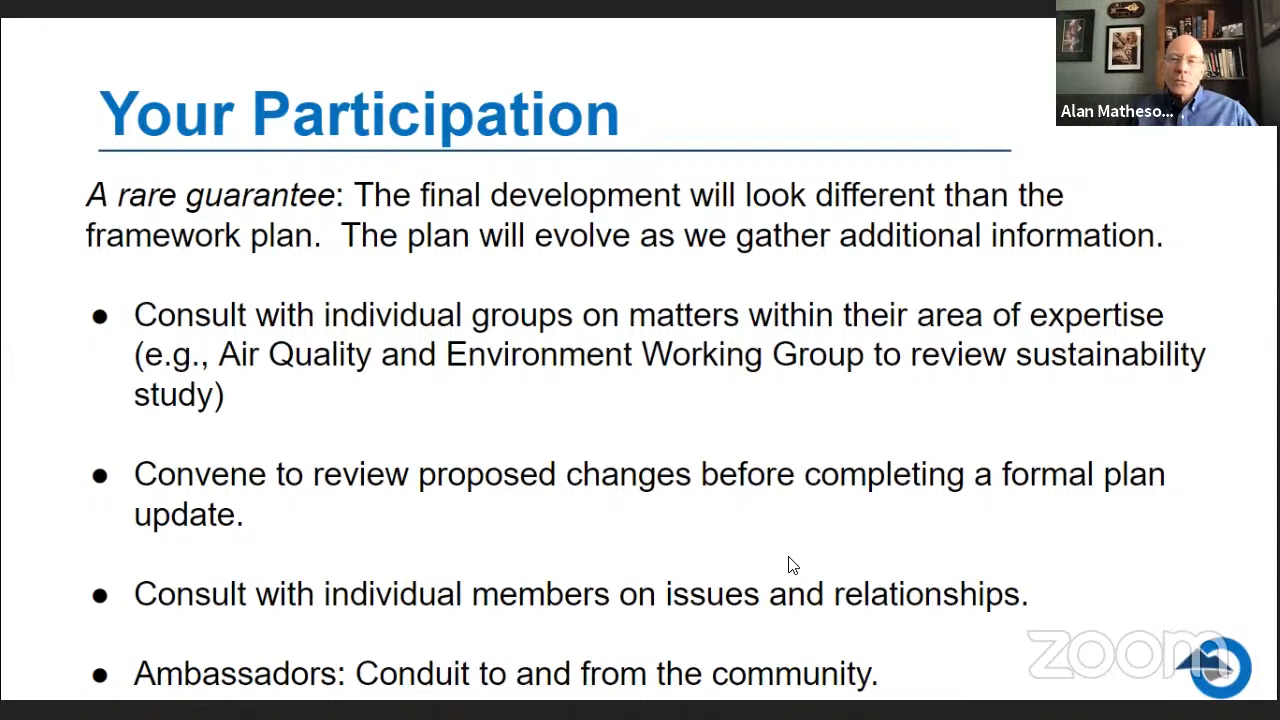 Your Participation
Alan Matheso...
A rare guarantee: The final development will look different than the
framework plan. The plan will evolve as we gather additional information.
● Consult with individual groups on matters within their area of expertise
(e.g., Air Quality and Environment Working Group to review sustainability
study)
● Convene to review proposed changes before completing a formal plan
update.
● Consult with individual members on issues and relationships.
● Ambassadors: Conduit to and from the community.
zoom